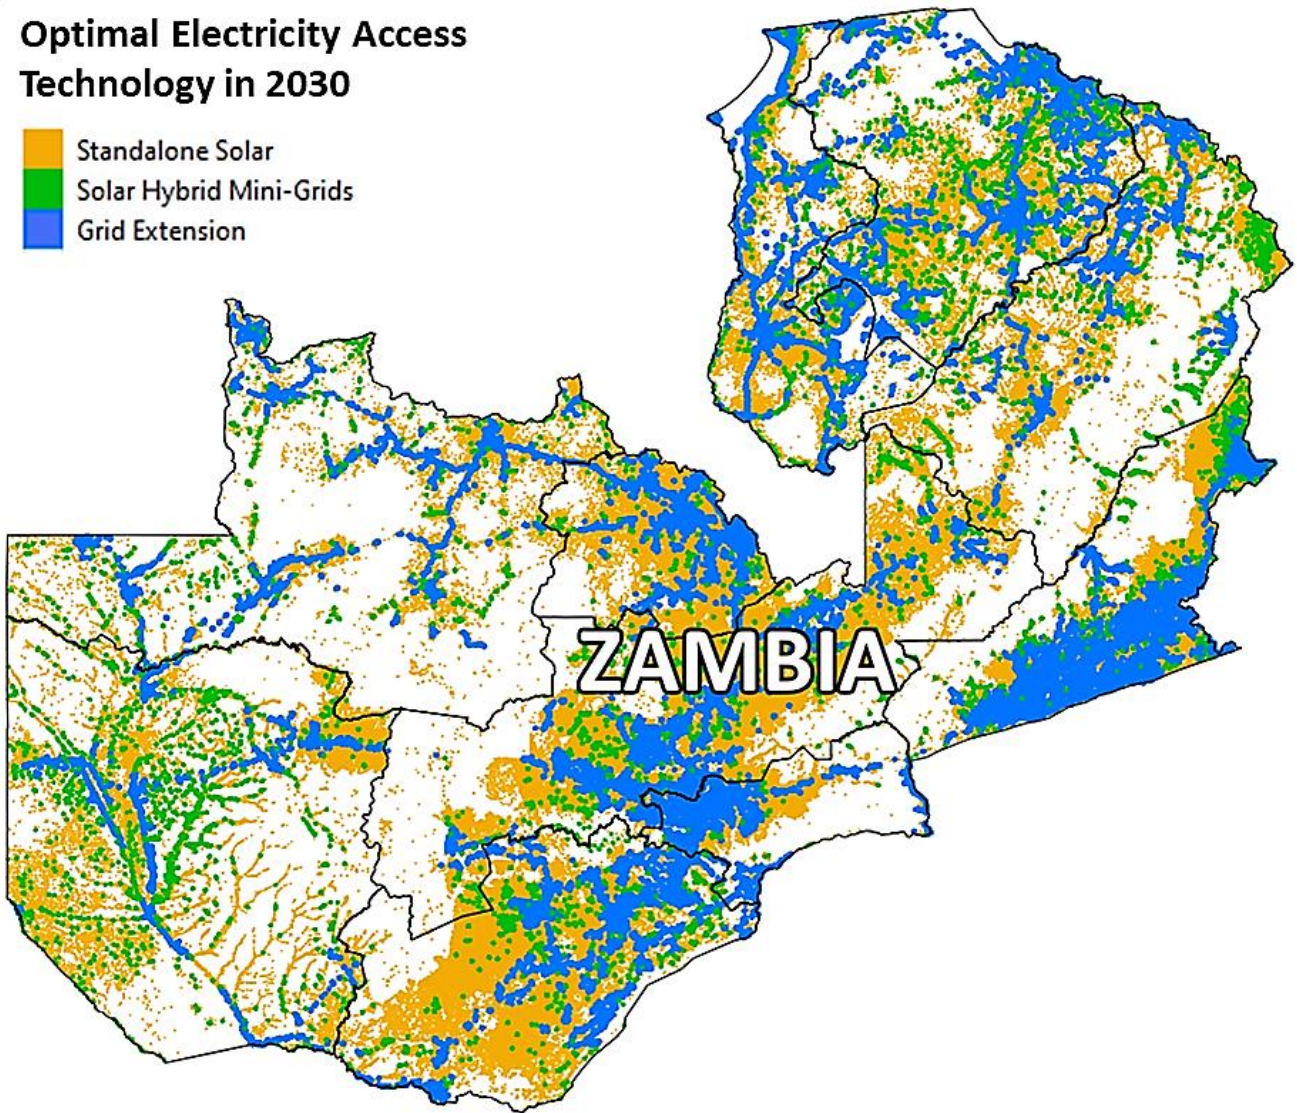 Optimal Electricity Access
Technology in 2030
Standalone Solar
Solar Hybrid Mini-Grids
Grid Extension
ZAMBIA